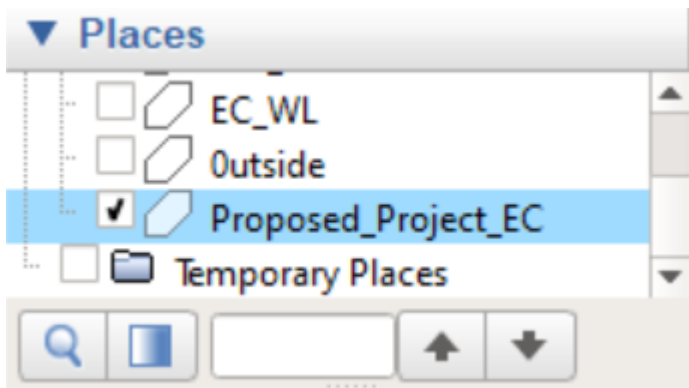 Places
EC_WL
0utside
Proposed_Project_EC
Temporary Places